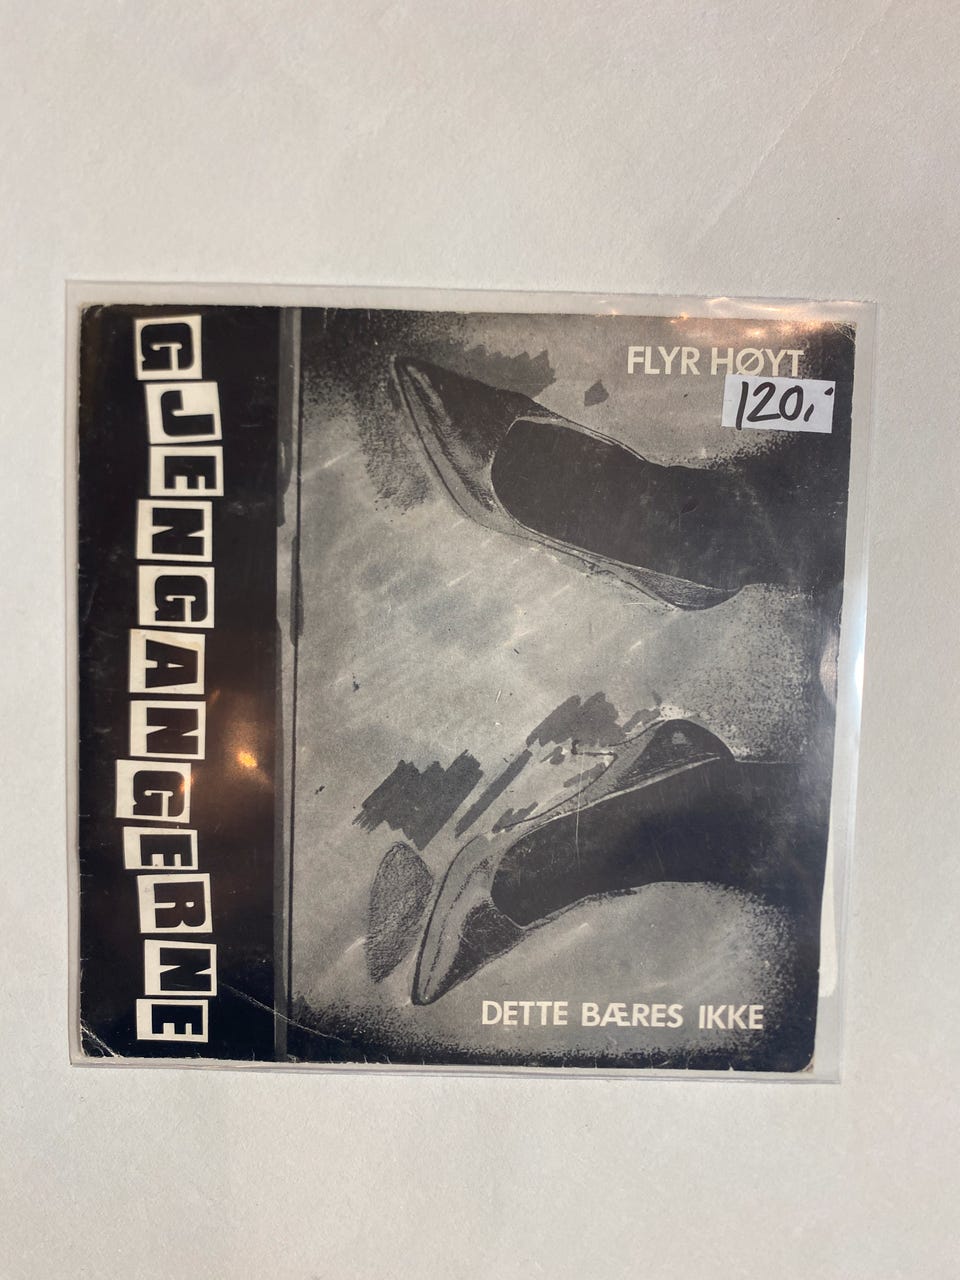 GJENGANGERNE
FLYR HØYT
120,-
DETTE BÆRES IKKE